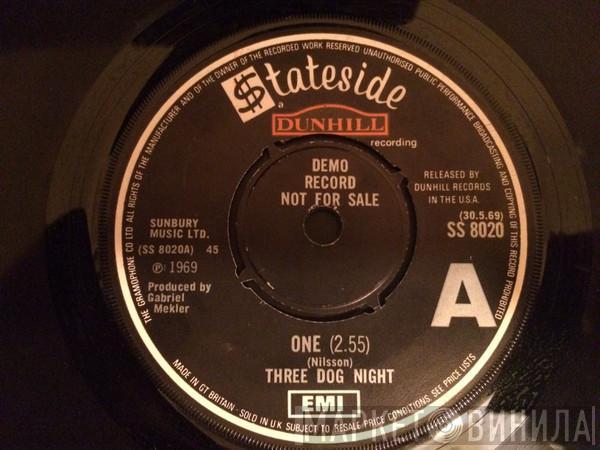 THE GRAMOPHONE CO LTD ALL RIGHTS OF THE MANUFACTURER AND OF THE OWNER OF THE RECORDED WORK RESERVED UNAUTHORISED PUBLIC PERFORMANCE BROADCASTING AND COPYING OF THIS RECORD PROHIBITED
Stateside
a
DUNHILL
recording
DEMO
RECORD
NOT FOR SALE
RELEASED BY
DUNHILL RECORDS
IN THE U.S.A.
(30.5.69)
SS 8020
SUNBURY
MUSIC LTD.
(SS 8020A) 45
℗ 1969
Produced by
Gabriel
Mekler
A
ONE (2.55)
(Nilsson)
THREE DOG NIGHT
EMI
MADE IN GT BRITAIN - SOLD IN U.K. SUBJECT TO RESALE PRICE CONDITIONS, SEE PRICE LISTS
МАРКЕТ ВИНИЛА